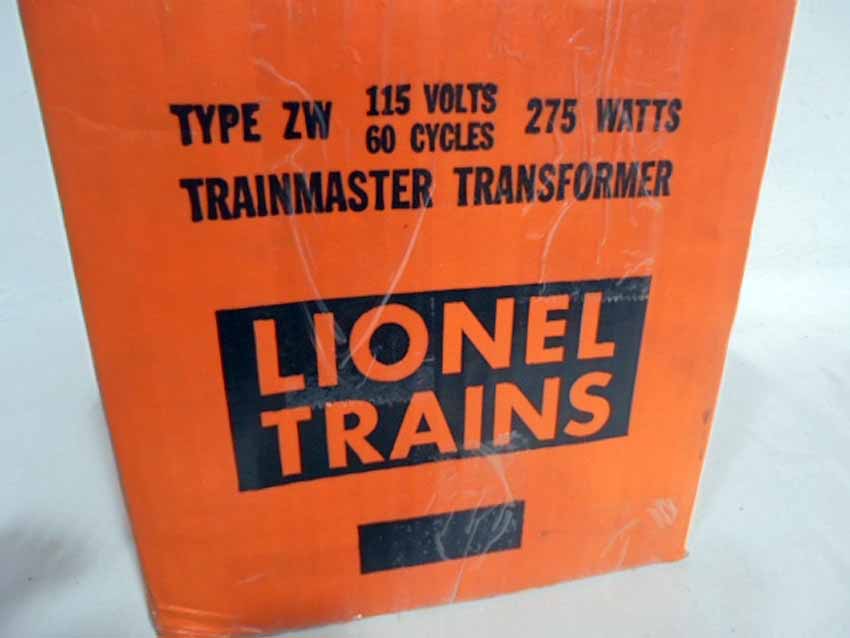 TYPE ZW 115 VOLTS 275 WATTS
60 CYCLES
TRAINMASTER TRANSFORMER
LIONEL
TRAINS